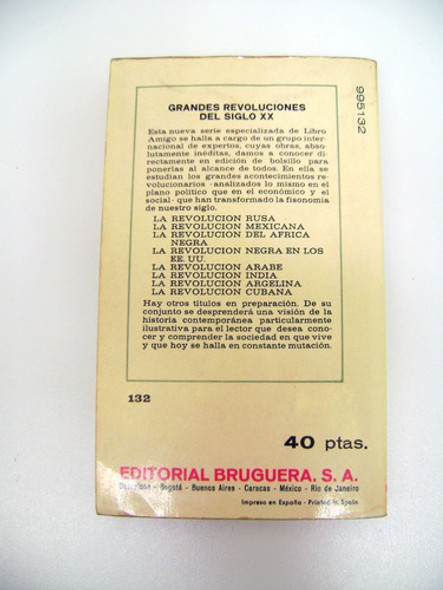 995132
GRANDES REVOLUCIONES
DEL SIGLO XX
Esta nueva serie especializada de Libro
Amigo se halla a cargo de un grupo inter-
nacional de expertos, cuyas obras, abso-
lutamente inéditas, damos a conocer di-
rectamente en edición de bolsillo para
ponerlas al alcance de todos. En ella se
estudian los grandes acontecimientos re-
volucionarios -analizados lo mismo en el
plano político que en el económico y el
social- que han transformado la fisonomía
de nuestro siglo.
LA REVOLUCION RUSA
LA REVOLUCION MEXICANA
LA REVOLUCION DEL AFRICA
NEGRA
LA REVOLUCION NEGRA EN LOS
EE. UU.
LA REVOLUCION ARABE
LA REVOLUCION INDIA
LA REVOLUCION ARGELINA
LA REVOLUCION CUBANA
Hay otros títulos en preparación. De su
conjunto se desprenderá una visión de la
historia contemporánea particularmente
ilustrativa para el lector que desea cono-
cer y comprender la sociedad en que vive
y que hoy se halla en constante mutación.
132
40 ptas.
EDITORIAL BRUGUERA, S. A.
Barcelona - Bogotá - Buenos Aires - Caracas - México - Rio de Janeiro
Impreso en España - Printed in Spain